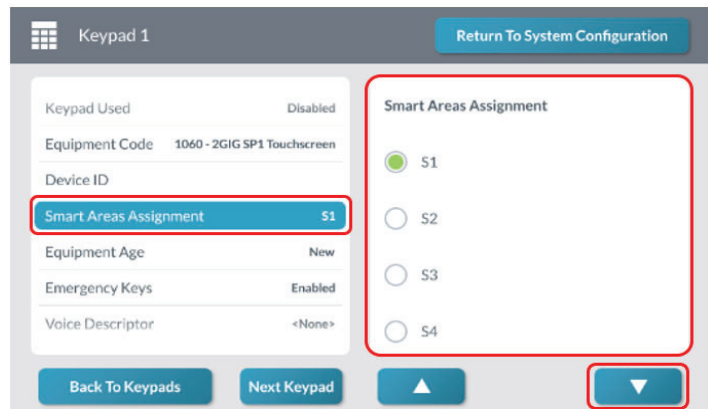 Keypad 1
Return To System Configuration
Keypad Used Disabled
Equipment Code 1060 - 2GIG SP1 Touchscreen
Device ID
Smart Areas Assignment S1
Equipment Age New
Emergency Keys Enabled
Voice Descriptor <None>
Smart Areas Assignment
S1
S2
S3
S4
Back To Keypads
Next Keypad